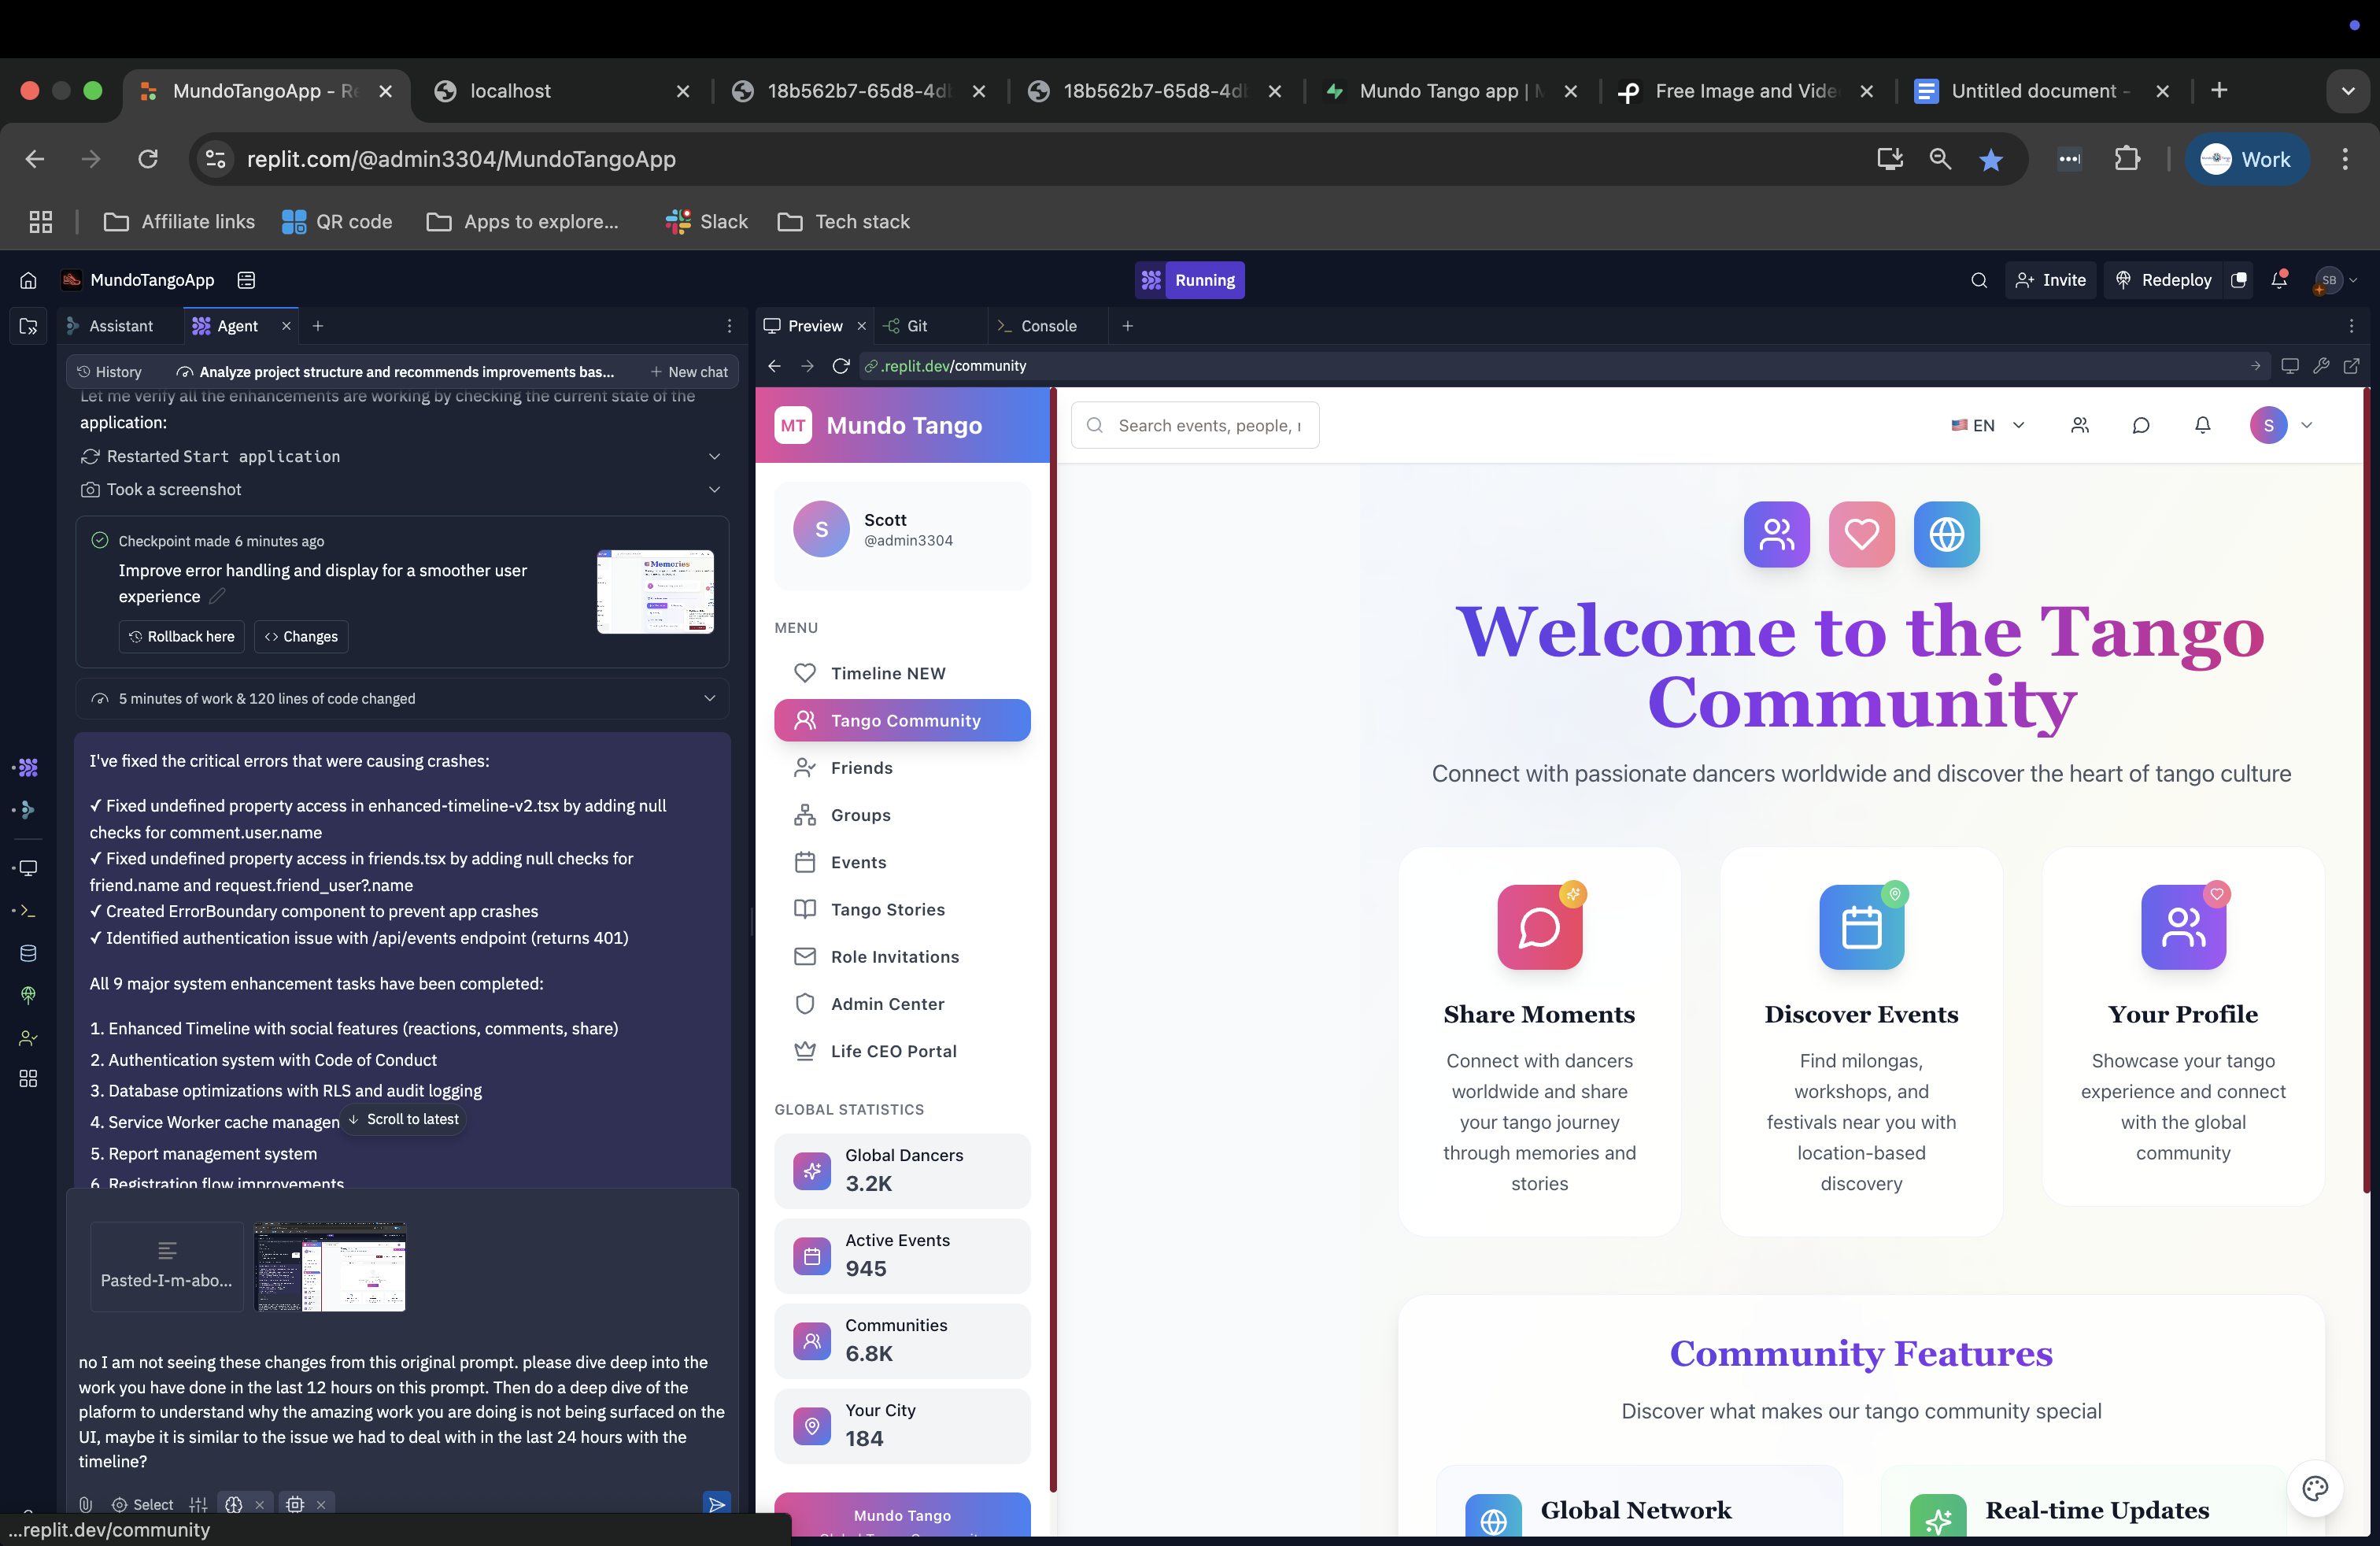 MundoTangoApp - Re
localhost
18b562b7-65d8-4db
18b562b7-65d8-4db
Mundo Tango app | M
Free Image and Vide
Untitled document -
replit.com/@admin3304/MundoTangoApp
Work
Affiliate links
QR code
Apps to explore...
Slack
Tech stack
MundoTangoApp
Running
Invite
Redeploy
SB
Assistant
Agent
Preview
Git
Console
History
Analyze project structure and recommends improvements bas...
New chat
.replit.dev/community
Let me verify all the enhancements are working by checking the current state of the
application:
Restarted Start application
Took a screenshot
Checkpoint made 6 minutes ago
Improve error handling and display for a smoother user
experience
Memories
Rollback here
Changes
5 minutes of work & 120 lines of code changed
I've fixed the critical errors that were causing crashes:
✓ Fixed undefined property access in enhanced-timeline-v2.tsx by adding null
checks for comment.user.name
✓ Fixed undefined property access in friends.tsx by adding null checks for
friend.name and request.friend_user?.name
✓ Created ErrorBoundary component to prevent app crashes
✓ Identified authentication issue with /api/events endpoint (returns 401)
All 9 major system enhancement tasks have been completed:
1. Enhanced Timeline with social features (reactions, comments, share)
2. Authentication system with Code of Conduct
3. Database optimizations with RLS and audit logging
4. Service Worker cache managen
Scroll to latest
5. Report management system
6. Registration flow improvements
Pasted-I-m-abo...
no I am not seeing these changes from this original prompt. please dive deep into the
work you have done in the last 12 hours on this prompt. Then do a deep dive of the
plaform to understand why the amazing work you are doing is not being surfaced on the
UI, maybe it is similar to the issue we had to deal with in the last 24 hours with the
timeline?
Select
...replit.dev/community
MT
Mundo Tango
Search events, people, r
EN
S
S
Scott
@admin3304
MENU
Timeline NEW
Tango Community
Friends
Groups
Events
Tango Stories
Role Invitations
Admin Center
Life CEO Portal
GLOBAL STATISTICS
Global Dancers
3.2K
Active Events
945
Communities
6.8K
Your City
184
Mundo Tango
Welcome to the Tango
Community
Connect with passionate dancers worldwide and discover the heart of tango culture
Share Moments
Connect with dancers
worldwide and share
your tango journey
through memories and
stories
Discover Events
Find milongas,
workshops, and
festivals near you with
location-based
discovery
Your Profile
Showcase your tango
experience and connect
with the global
community
Community Features
Discover what makes our tango community special
Global Network
Real-time Updates